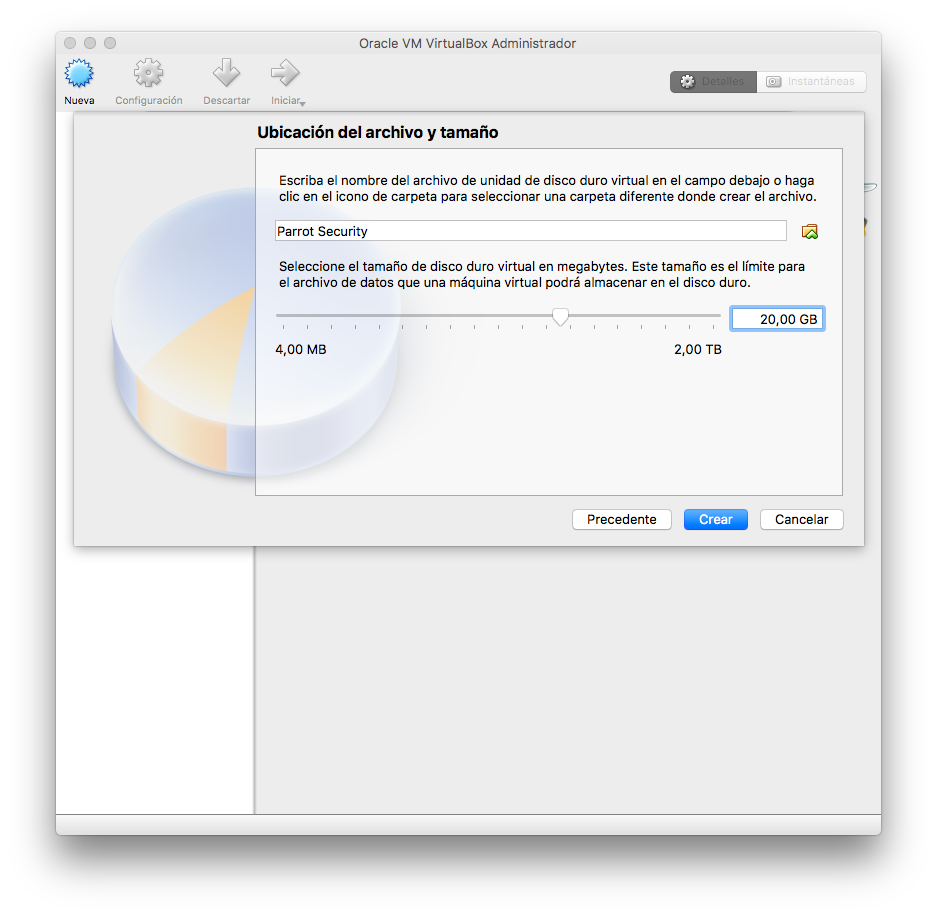 Oracle VM VirtualBox Administrador
Nueva
Configuración
Descartar
Iniciar
Detalles
Instantáneas
Ubicación del archivo y tamaño
Escriba el nombre del archivo de unidad de disco duro virtual en el campo debajo o haga
clic en el icono de carpeta para seleccionar una carpeta diferente donde crear el archivo.
Parrot Security
Seleccione el tamaño de disco duro virtual en megabytes. Este tamaño es el límite para
el archivo de datos que una máquina virtual podrá almacenar en el disco duro.
20,00 GB
4,00 MB
2,00 TB
Precedente
Crear
Cancelar